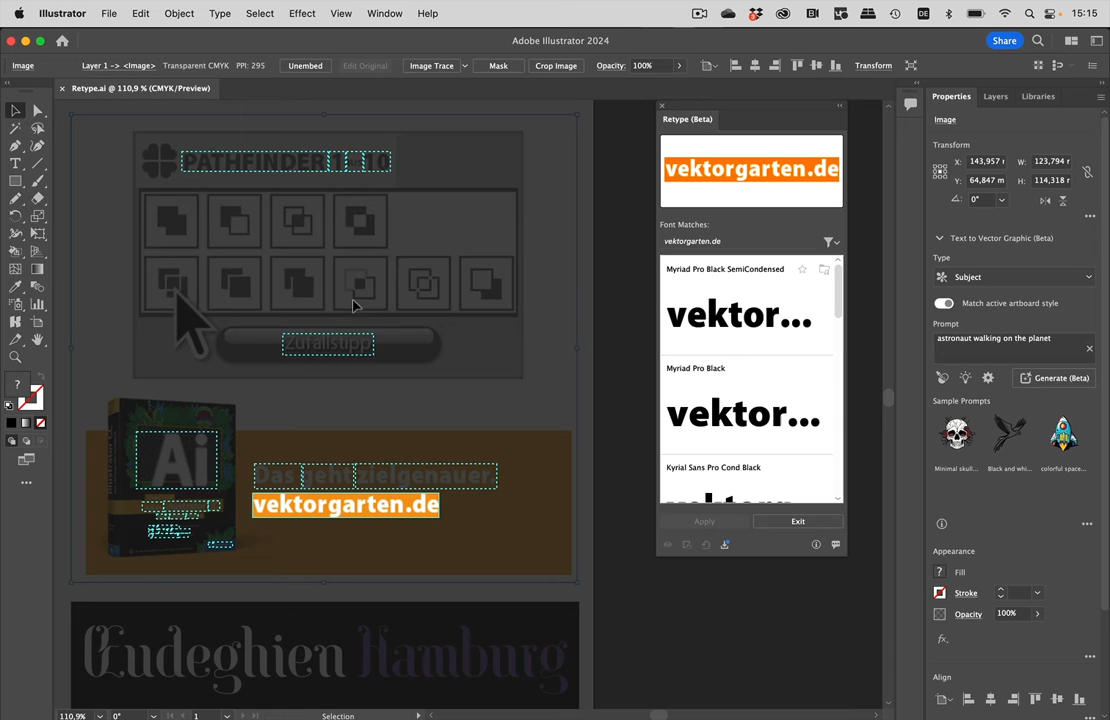 Illustrator File Edit Object Type Select Effect View Window Help DE 15:15
Adobe Illustrator 2024 Share
Image Layer 1 -> <Image> Transparent CMYK PPI: 295 Unembed Edit Original Image Trace Mask Crop Image Opacity: 100% Transform
Retype.ai @ 110,9 % (CMYK/Preview)
PATHFINDER 1
10
Zufallstipp
Ai
Das geht zielgenauer.
vektorgarten.de
Hamburg
110,9% 0° 1 Selection
Retype (Beta)
vektorgarten.de
Font Matches:
vektorgarten.de
Myriad Pro Black SemiCondensed
vektor...
Myriad Pro Black
vektor...
Kyrial Sans Pro Cond Black
Apply Exit
Properties Layers Libraries
Image
Transform
X: 143,957 W: 123,794
Y: 64,847 m H: 114,318
0°
Text to Vector Graphic (Beta)
Type
Subject
Match active artboard style
Prompt
astronaut walking on the planet
Generate (Beta)
Sample Prompts
Minimal skull... Black and whi... colorful space...
Appearance
? Fill
Stroke
Opacity 100%
fx
Align